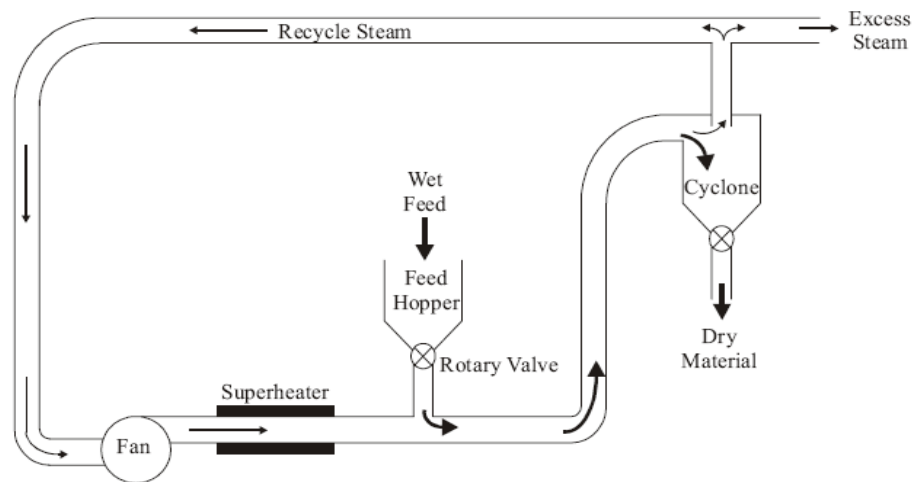 Recycle Steam
Excess
Steam
Wet
Feed
Cyclone
Feed
Hopper
Rotary Valve
Dry
Material
Superheater
Fan